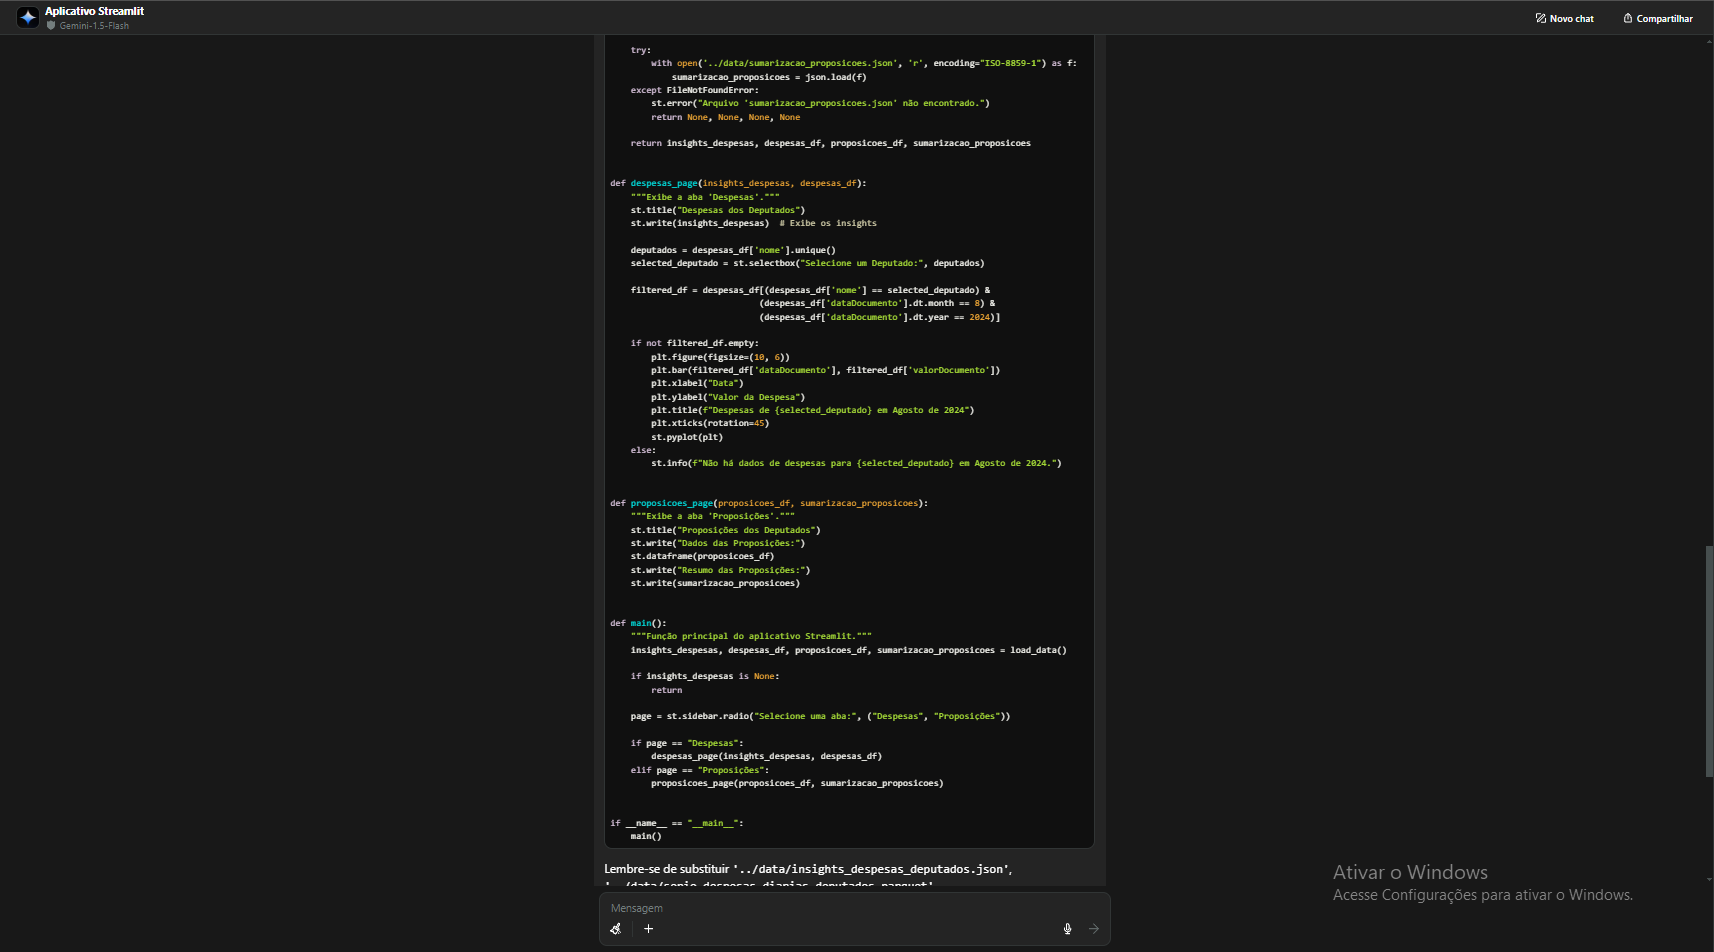 Aplicativo Streamlit
Gemini-1.5-Flash
Novo chat
Compartilhar
try:
with open('../data/sumarizacao_proposicoes.json', 'r', encoding="ISO-8859-1") as f:
sumarizacao_proposicoes = json.load(f)
except FileNotFoundError:
st.error("Arquivo 'sumarizacao_proposicoes.json' não encontrado.")
return None, None, None, None
return insights_despesas, despesas_df, proposicoes_df, sumarizacao_proposicoes
def despesas_page(insights_despesas, despesas_df):
"""Exibe a aba 'Despesas'."""
st.title("Despesas dos Deputados")
st.write(insights_despesas)  # Exibe os insights
deputados = despesas_df['nome'].unique()
selected_deputado = st.selectbox("Selecione um Deputado:", deputados)
filtered_df = despesas_df[(despesas_df['nome'] == selected_deputado) &
(despesas_df['dataDocumento'].dt.month == 8) &
(despesas_df['dataDocumento'].dt.year == 2024)]
if not filtered_df.empty:
plt.figure(figsize=(10, 6))
plt.bar(filtered_df['dataDocumento'], filtered_df['valorDocumento'])
plt.xlabel("Data")
plt.ylabel("Valor da Despesa")
plt.title(f"Despesas de {selected_deputado} em Agosto de 2024")
plt.xticks(rotation=45)
st.pyplot(plt)
else:
st.info(f"Não há dados de despesas para {selected_deputado} em Agosto de 2024.")
def proposicoes_page(proposicoes_df, sumarizacao_proposicoes):
"""Exibe a aba 'Proposições'."""
st.title("Proposições dos Deputados")
st.write("Dados das Proposições:")
st.dataframe(proposicoes_df)
st.write("Resumo das Proposições:")
st.write(sumarizacao_proposicoes)
def main():
"""Função principal do aplicativo Streamlit."""
insights_despesas, despesas_df, proposicoes_df, sumarizacao_proposicoes = load_data()
if insights_despesas is None:
return
page = st.sidebar.radio("Selecione uma aba:", ("Despesas", "Proposições"))
if page == "Despesas":
despesas_page(insights_despesas, despesas_df)
elif page == "Proposições":
proposicoes_page(proposicoes_df, sumarizacao_proposicoes)
if __name__ == "__main__":
main()
Lembre-se de substituir '../data/insights_despesas_deputados.json',
'../data/serie_despesas_diarias_deputados.parquet'
Mensagem
Ativar o Windows
Acesse Configurações para ativar o Windows.